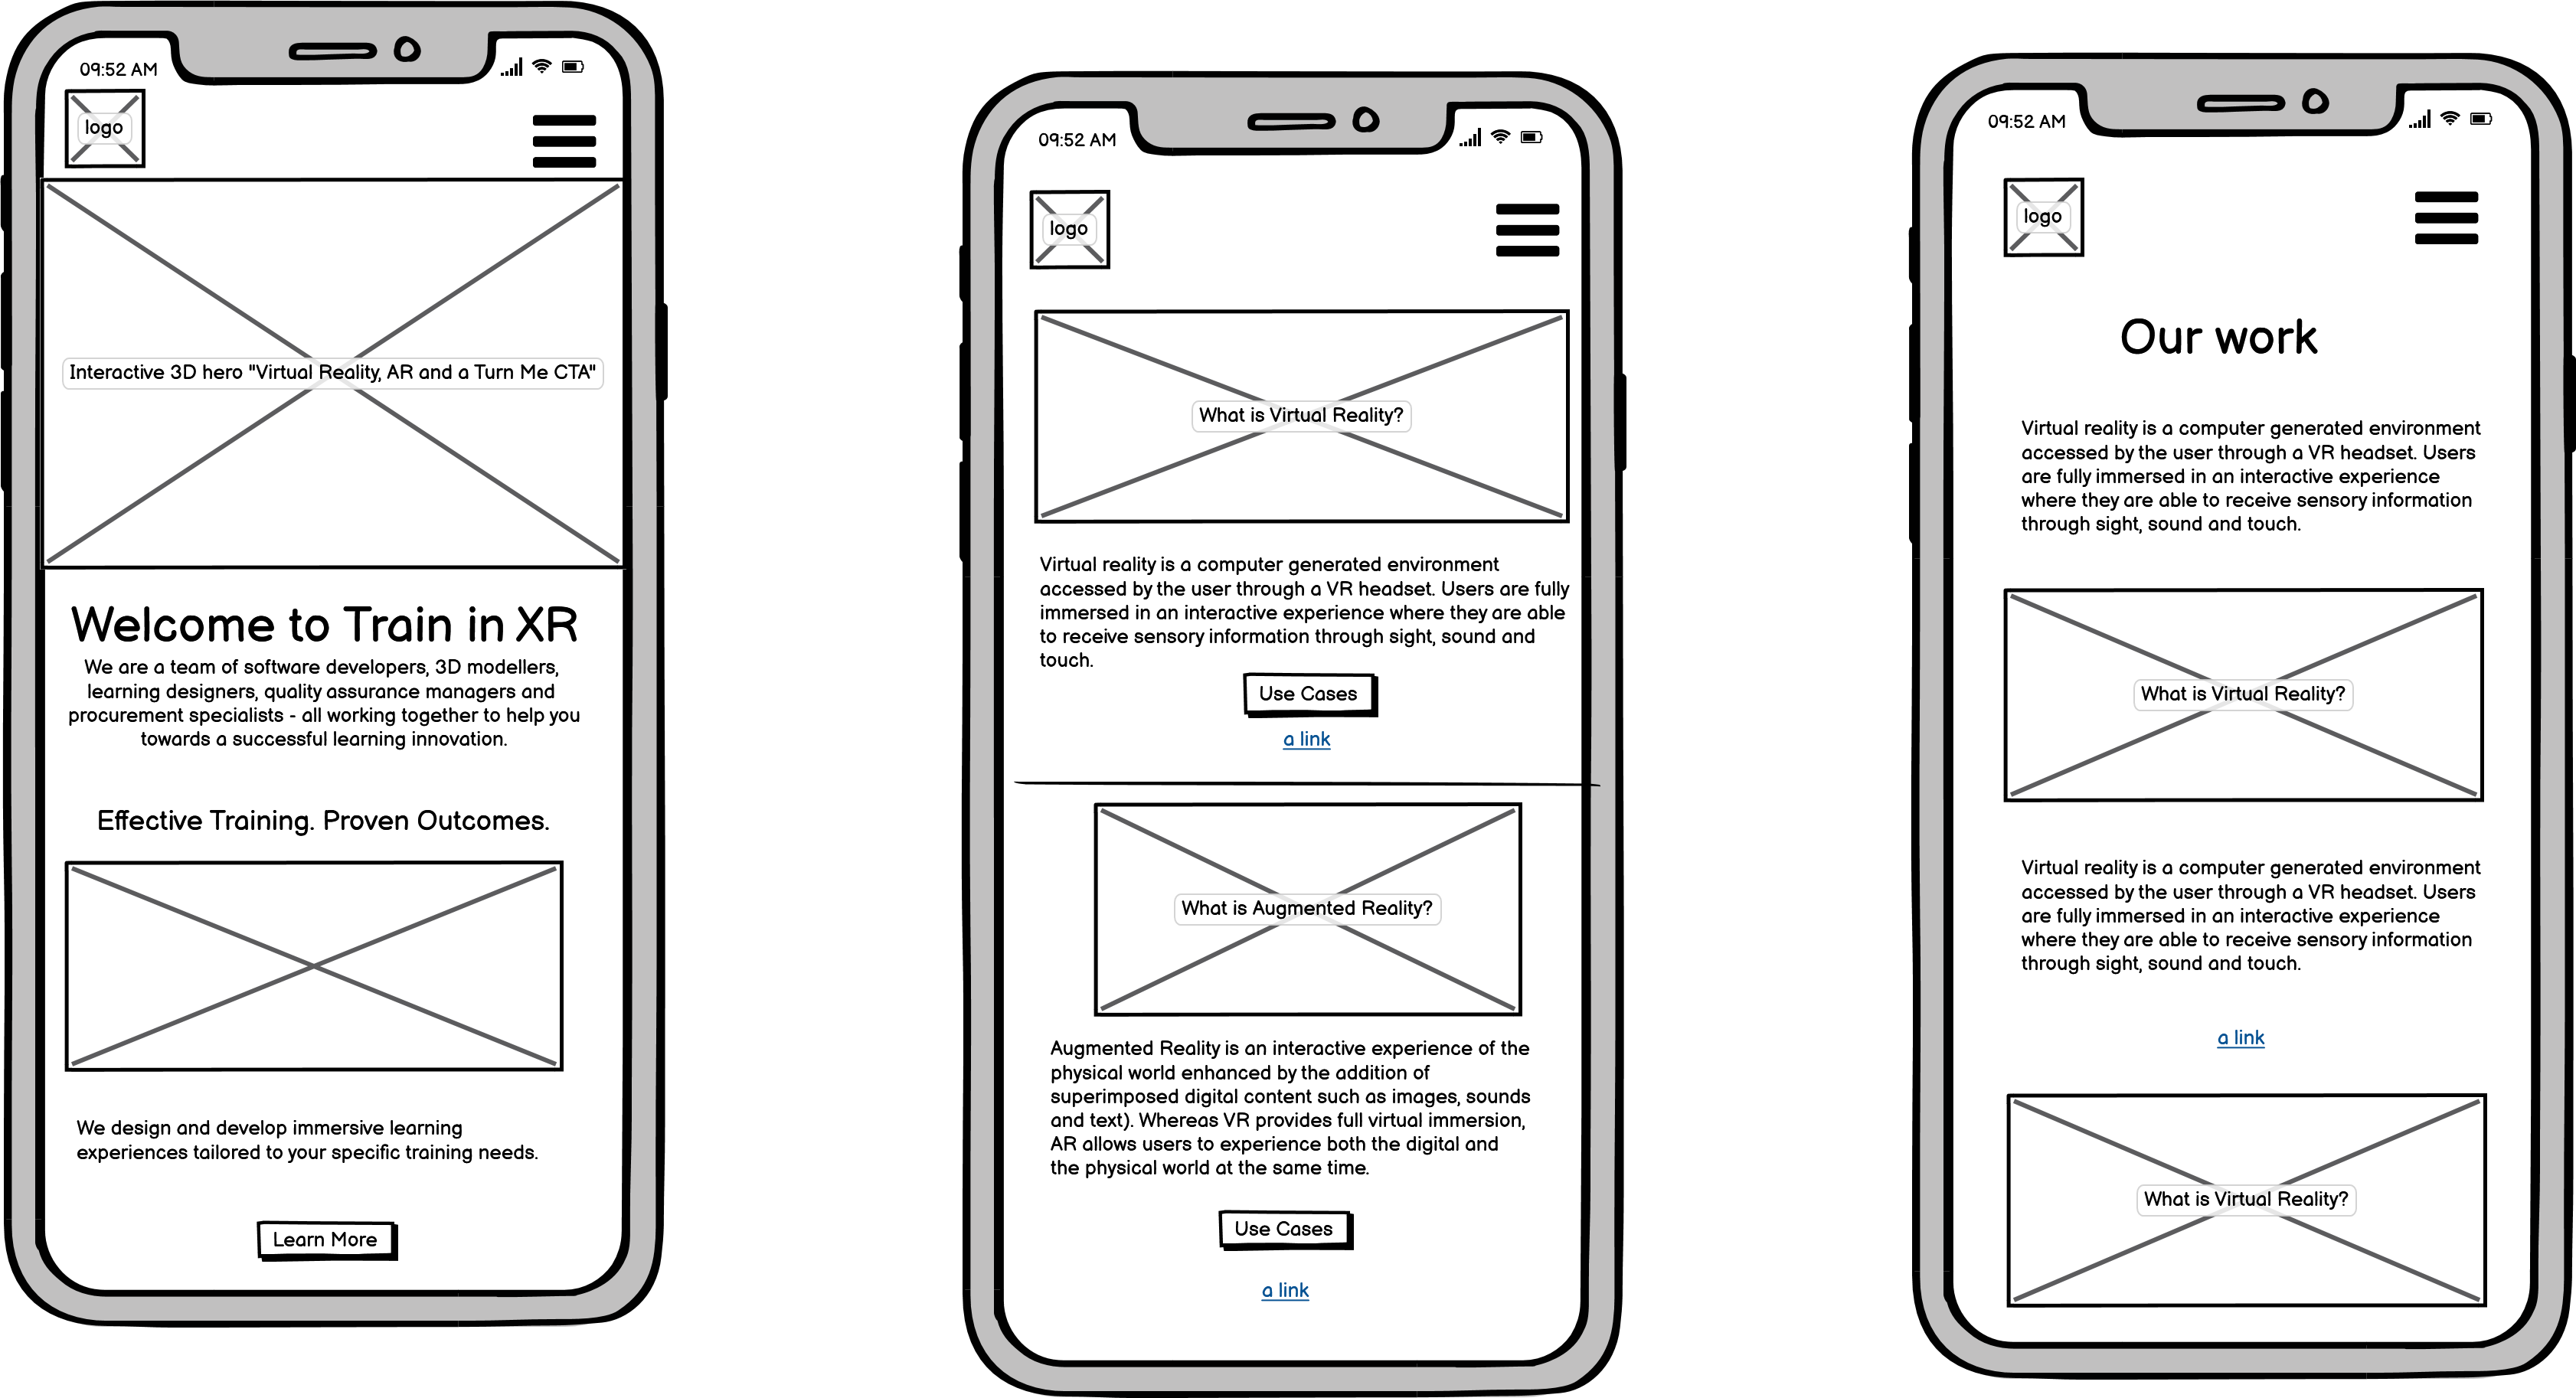 09:52 AM
logo
Interactive 3D hero "Virtual Reality, AR and a Turn Me CTA"
Welcome to Train in XR
We are a team of software developers, 3D modellers,
learning designers, quality assurance managers and
procurement specialists - all working together to help you
towards a successful learning innovation.
Effective Training. Proven Outcomes.
We design and develop immersive learning
experiences tailored to your specific training needs.
Learn More
09:52 AM
logo
What is Virtual Reality?
Virtual reality is a computer generated environment
accessed by the user through a VR headset. Users are fully
immersed in an interactive experience where they are able
to receive sensory information through sight, sound and
touch.
Use Cases
a link
What is Augmented Reality?
Augmented Reality is an interactive experience of the
physical world enhanced by the addition of
superimposed digital content such as images, sounds
and text). Whereas VR provides full virtual immersion,
AR allows users to experience both the digital and
the physical world at the same time.
Use Cases
a link
09:52 AM
logo
Our work
Virtual reality is a computer generated environment
accessed by the user through a VR headset. Users
are fully immersed in an interactive experience
where they are able to receive sensory information
through sight, sound and touch.
What is Virtual Reality?
Virtual reality is a computer generated environment
accessed by the user through a VR headset. Users
are fully immersed in an interactive experience
where they are able to receive sensory information
through sight, sound and touch.
a link
What is Virtual Reality?